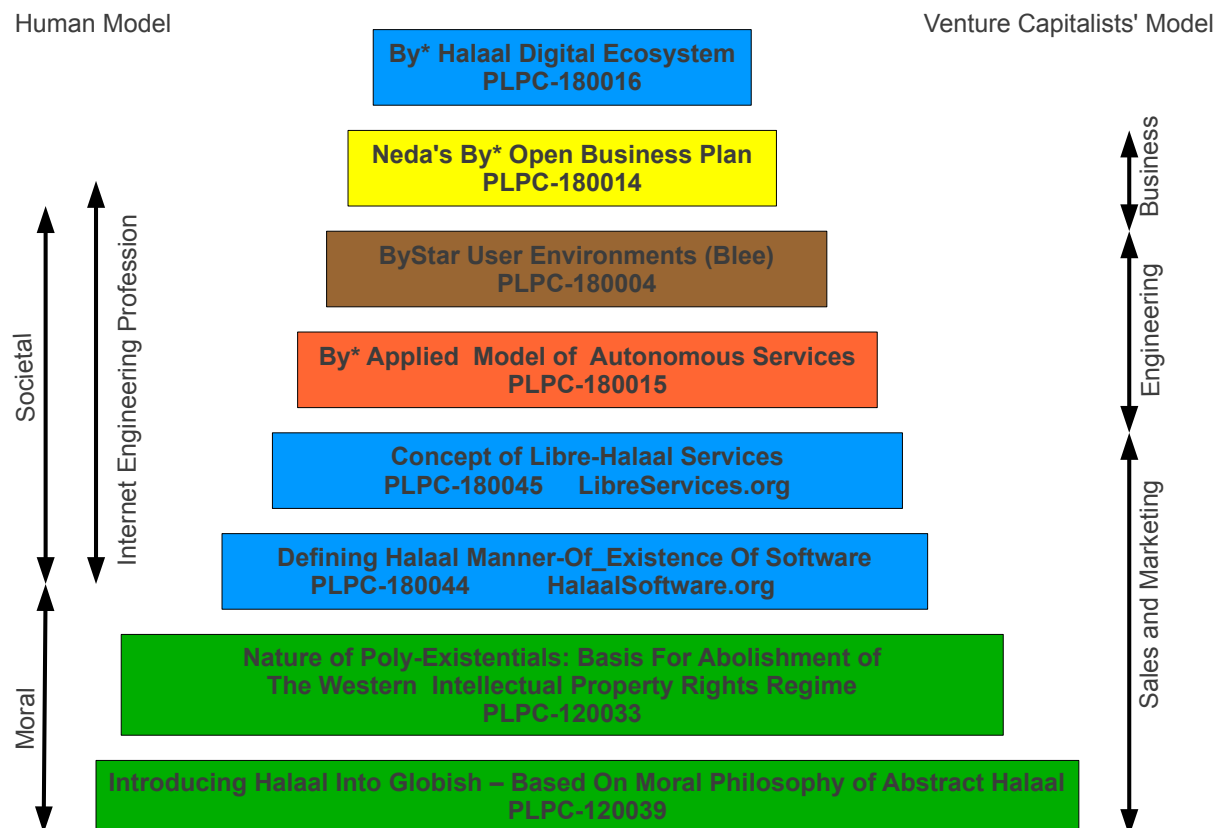 Human Model
Venture Capitalists' Model
By* Halaal Digital Ecosystem
PLPC-180016
Neda's By* Open Business Plan
PLPC-180014
ByStar User Environments (Blee)
PLPC-180004
By* Applied Model of Autonomous Services
PLPC-180015
Concept of Libre-Halaal Services
PLPC-180045 LibreServices.org
Defining Halaal Manner-Of_Existence Of Software
PLPC-180044 HalaalSoftware.org
Nature of Poly-Existentials: Basis For Abolishment of
The Western Intellectual Property Rights Regime
PLPC-120033
Introducing Halaal Into Globish – Based On Moral Philosophy of Abstract Halaal
PLPC-120039
Societal
Moral
Internet Engineering Profession
Business
Engineering
Sales and Marketing